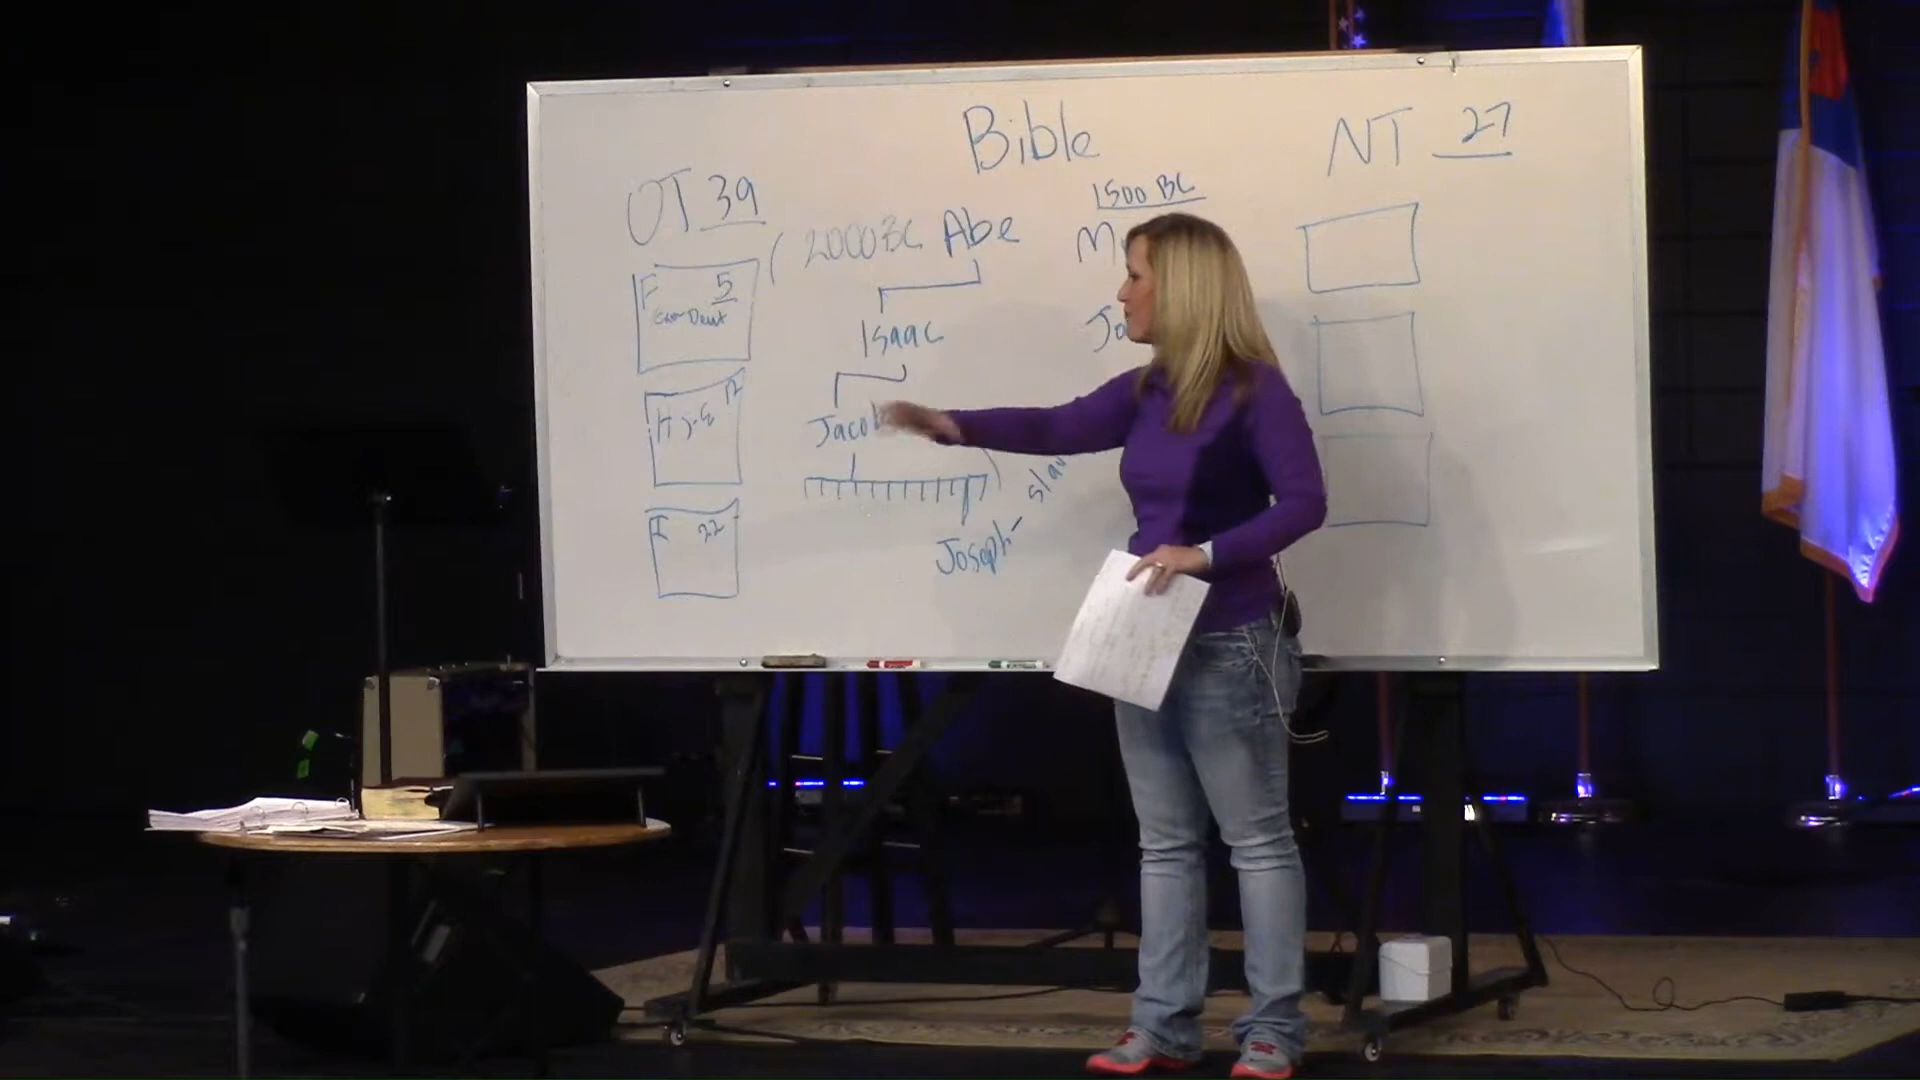 Bible
NT 27
OT 39
1500 BC
2000 BC Abe
F 5
Isaac
H 12
Jacob
I 22
Joseph-